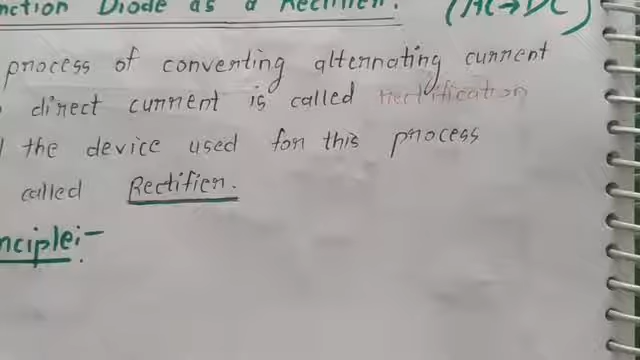 nction Diode as a Rectifier. (AC→DC)
process of converting alternating current
direct current is called rectification
the device used for this process
called Rectifier.
nciple:-